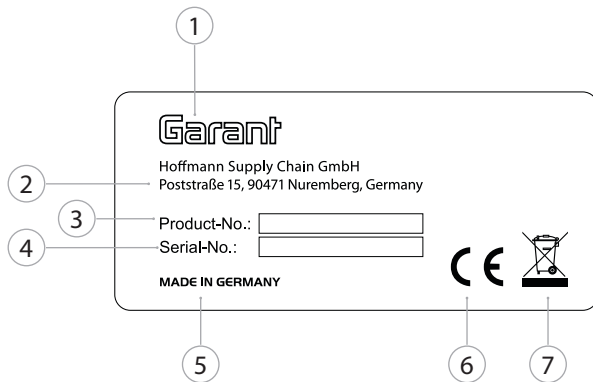 1
Garant
Hoffmann Supply Chain GmbH
2
Poststraße 15, 90471 Nuremberg, Germany
3
Product-No.:
4
Serial-No.:
MADE IN GERMANY
CE
5
6
7